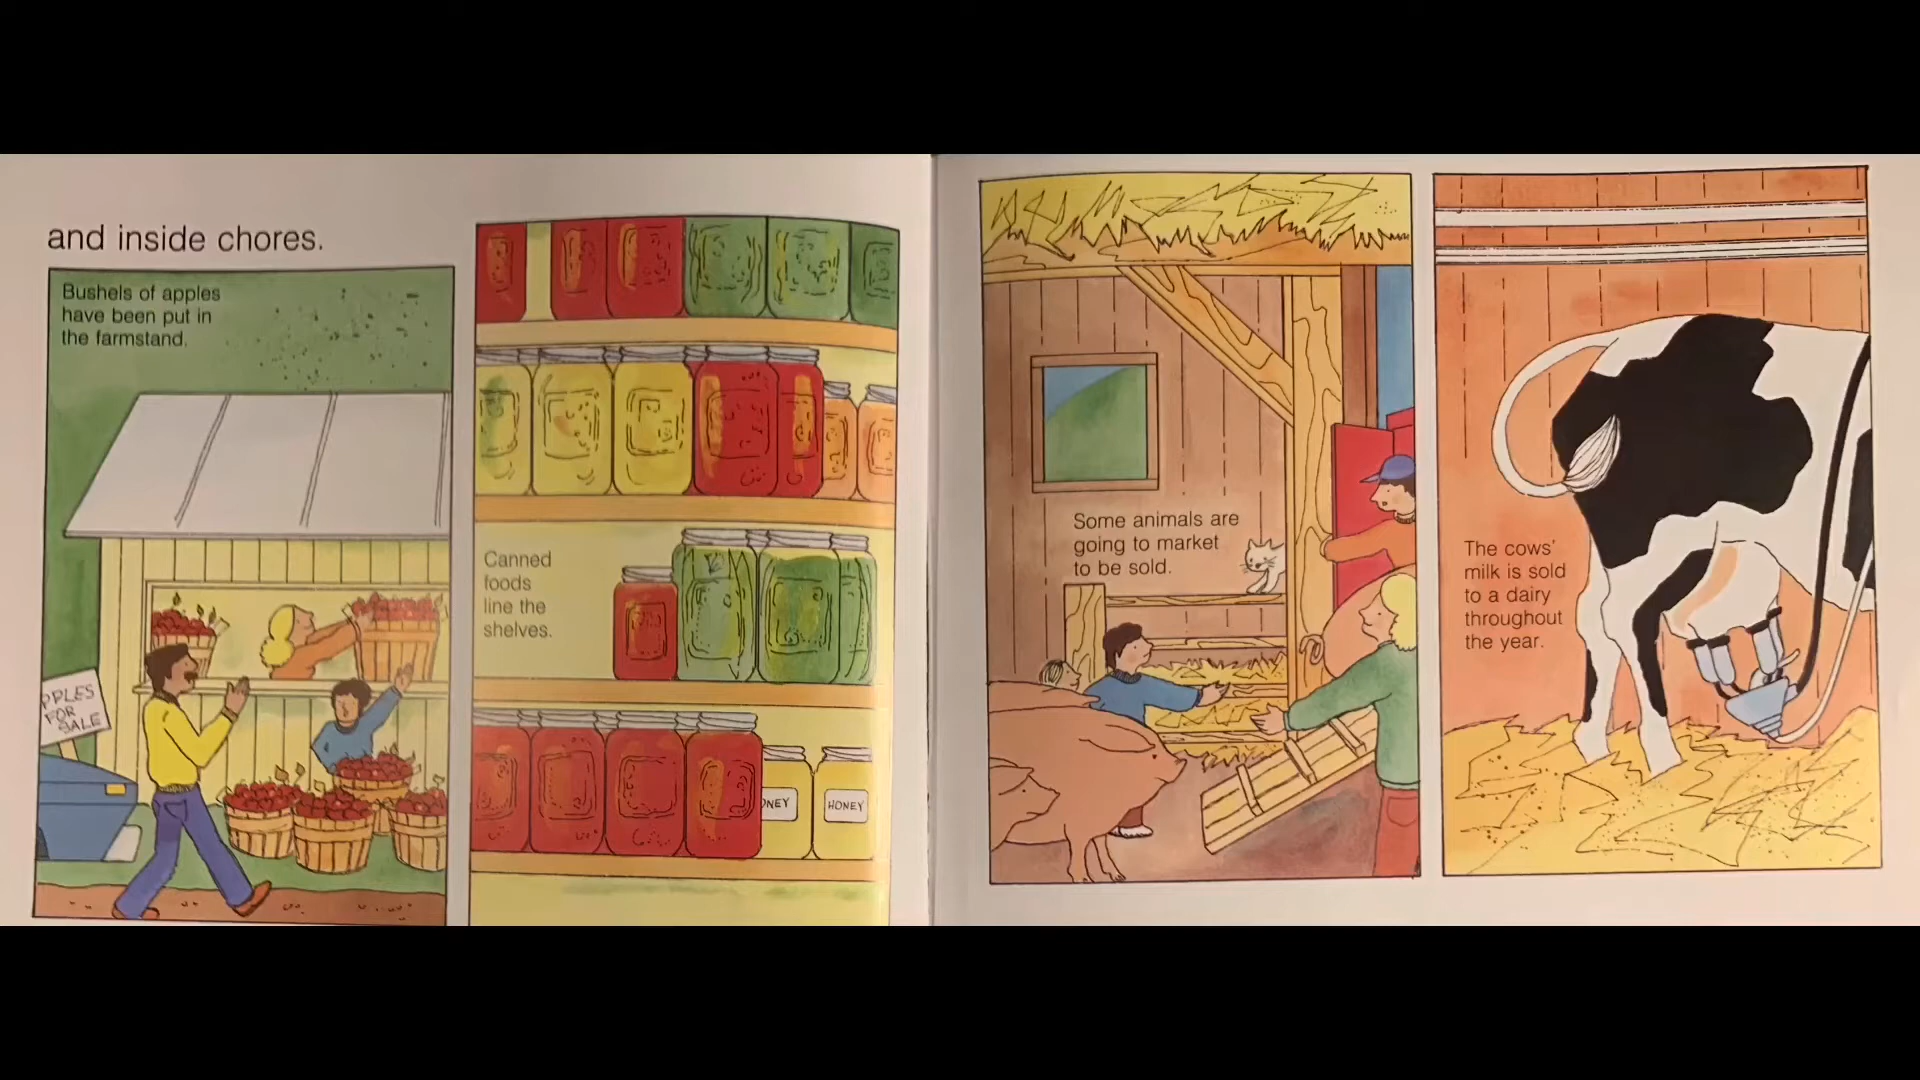 and inside chores.
Bushels of apples
have been put in
the farmstand.
PPLES
FOR
SALE
Canned
foods
line the
shelves.
ONEY
HONEY
Some animals are
going to market
to be sold.
The cows'
milk is sold
to a dairy
throughout
the year.